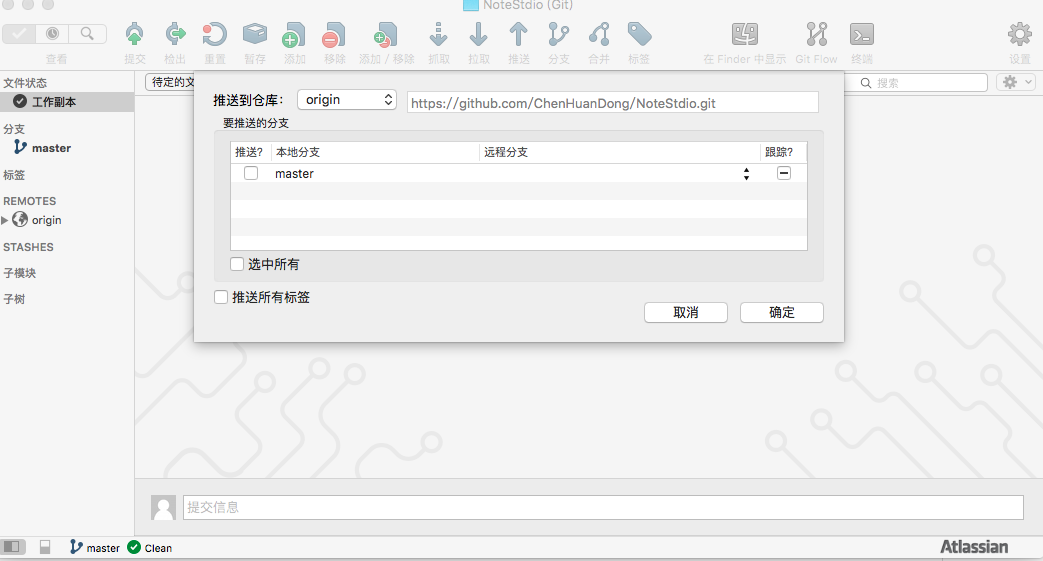 NoteStdio (Git)
查看 提交 检出 重置 暂存 添加 移除 添加 / 移除 抓取 拉取 推送 分支 合并 标签 在 Finder 中显示 Git Flow 终端 设置
文件状态
工作副本
分支
master
标签
REMOTES
origin
STASHES
子模块
子树
待定的文
搜索
推送到仓库： origin https://github.com/ChenHuanDong/NoteStdio.git
要推送的分支
推送? 本地分支 远程分支 跟踪?
master
选中所有
推送所有标签
取消 确定
提交信息
master Clean
Atlassian